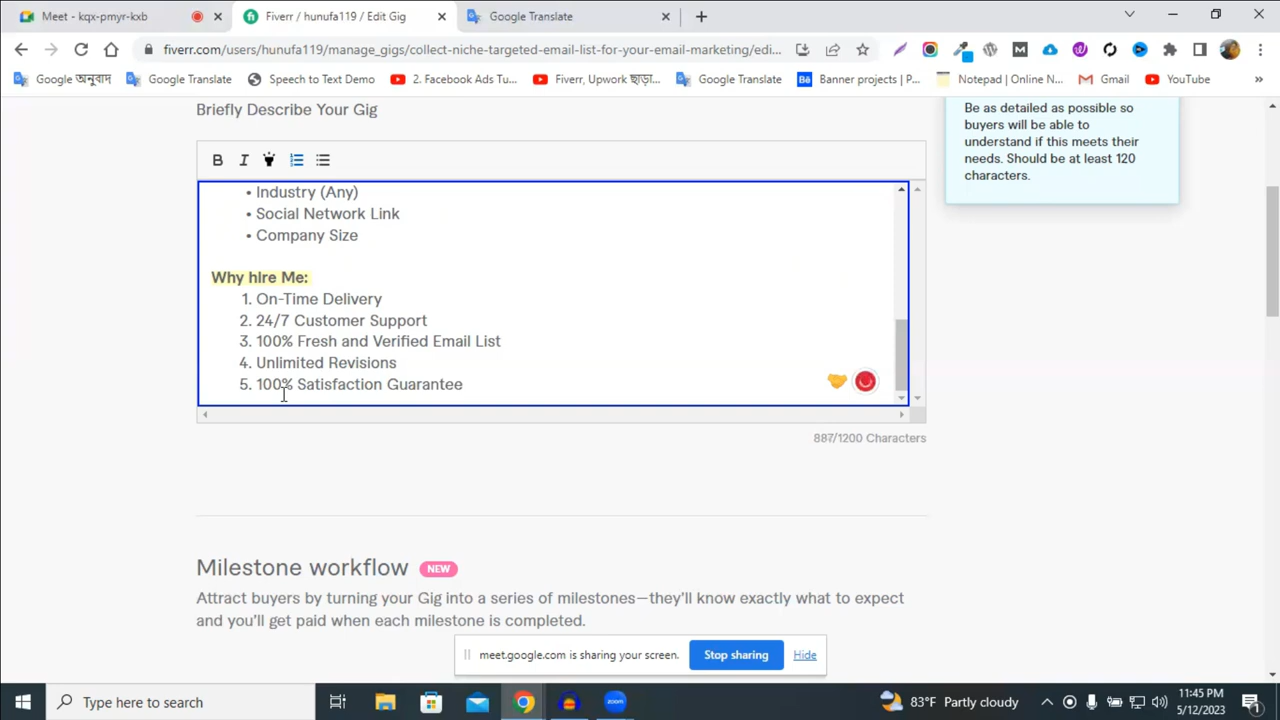 Meet - kqx-pmyr-kxb
Fiverr / hunufa119 / Edit Gig
Google Translate
fiverr.com/users/hunufa119/manage_gigs/collect-niche-targeted-email-list-for-your-email-marketing/edi...
Google অনুবাদ
Google Translate
Speech to Text Demo
2. Facebook Ads Tu...
Fiverr, Upwork ছা...
Google Translate
Banner projects | P...
Notepad | Online N...
Gmail
YouTube
Briefly Describe Your Gig
Be as detailed as possible so
buyers will be able to
understand if this meets their
needs. Should be at least 120
characters.
B I
• Industry (Any)
• Social Network Link
• Company Size
Why hIre Me:
1. On-Time Delivery
2. 24/7 Customer Support
3. 100% Fresh and Verified Email List
4. Unlimited Revisions
5. 100% Satisfaction Guarantee
887/1200 Characters
Milestone workflow NEW
Attract buyers by turning your Gig into a series of milestones—they'll know exactly what to expect
and you'll get paid when each milestone is completed.
meet.google.com is sharing your screen. Stop sharing Hide
Type here to search
zoom
83°F Partly cloudy
11:45 PM
5/12/2023